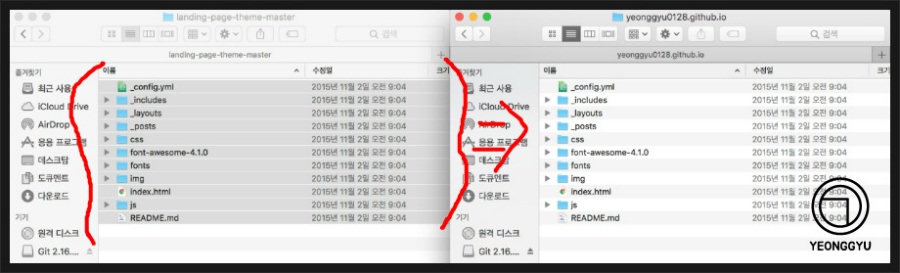 landing-page-theme-master
검색
landing-page-theme-master
+
즐겨찾기
최근 사용
iCloud Drive
AirDrop
응용 프로그램
데스크탑
도큐먼트
다운로드
기기
원격 디스크
Git 2.16....
이름 수정일 크기
_config.yml 2015년 11월 2일 오전 9:04
_includes 2015년 11월 2일 오전 9:04
_layouts 2015년 11월 2일 오전 9:04
_posts 2015년 11월 2일 오전 9:04
css 2015년 11월 2일 오전 9:04
font-awesome-4.1.0 2015년 11월 2일 오전 9:04
fonts 2015년 11월 2일 오전 9:04
img 2015년 11월 2일 오전 9:04
index.html 2015년 11월 2일 오전 9:04
js 2015년 11월 2일 오전 9:04
README.md 2015년 11월 2일 오전 9:04
yeonggyu0128.github.io
검색
yeonggyu0128.github.io
+
즐겨찾기
최근 사용
iCloud Drive
AirDrop
응용 프로그램
데스크탑
도큐먼트
다운로드
기기
원격 디스크
Git 2.16....
이름 수정일 크기
_config.yml 2015년 11월 2일 오전 9:04
_includes 2015년 11월 2일 오전 9:04
_layouts 2015년 11월 2일 오전 9:04
_posts 2015년 11월 2일 오전 9:04
css 2015년 11월 2일 오전 9:04
font-awesome-4.1.0 2015년 11월 2일 오전 9:04
fonts 2015년 11월 2일 오전 9:04
img 2015년 11월 2일 오전 9:04
index.html 2015년 11월 2일 오전 9:04
js 2015년 11월 2일 오전 9:04
README.md 2015년 11월 2일 오전 9:04
YEONGGYU